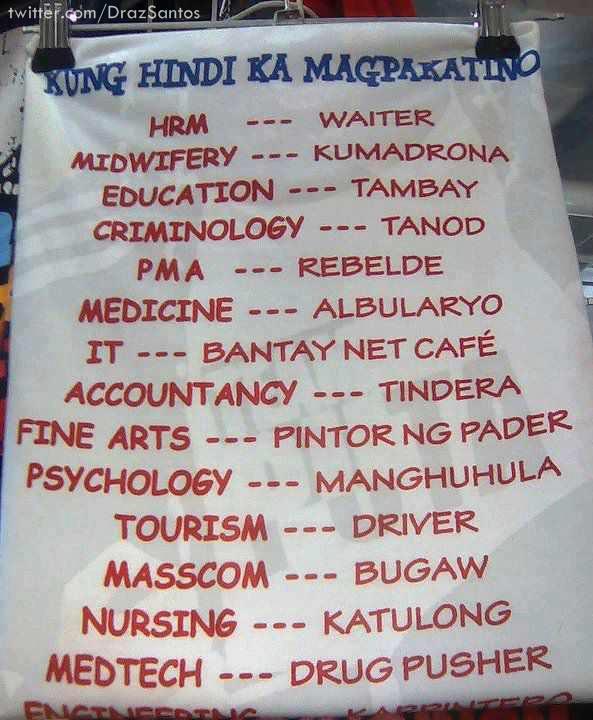 twitter.com/DrazSantos
KUNG HINDI KA MAGPAKATINO
HRM --- WAITER
MIDWIFERY --- KUMADRONA
EDUCATION --- TAMBAY
CRIMINOLOGY --- TANOD
PMA --- REBELDE
MEDICINE --- ALBULARYO
IT --- BANTAY NET CAFÉ
ACCOUNTANCY --- TINDERA
FINE ARTS --- PINTOR NG PADER
PSYCHOLOGY --- MANGHUHULA
TOURISM --- DRIVER
MASSCOM --- BUGAW
NURSING --- KATULONG
MEDTECH --- DRUG PUSHER
ENGINEERING --- KARPINTERO